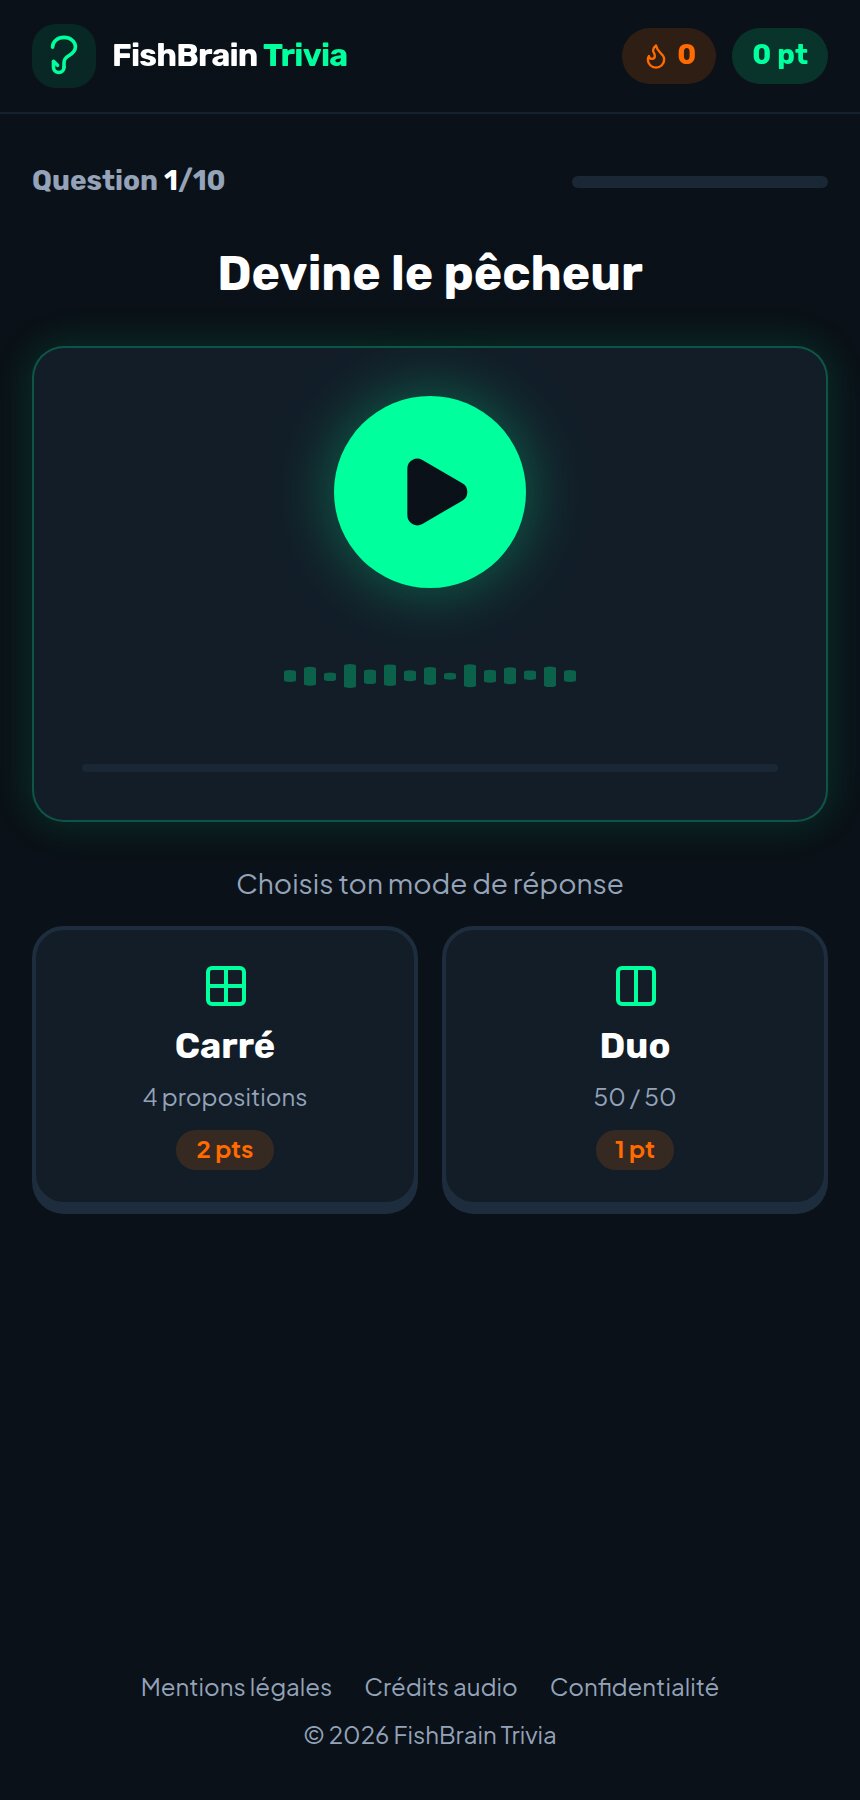 FishBrain Trivia
0
0 pt
Question 1/10
Devine le pêcheur
Choisis ton mode de réponse
Carré
4 propositions
2 pts
Duo
50 / 50
1 pt
Mentions légales Crédits audio Confidentialité
© 2026 FishBrain Trivia